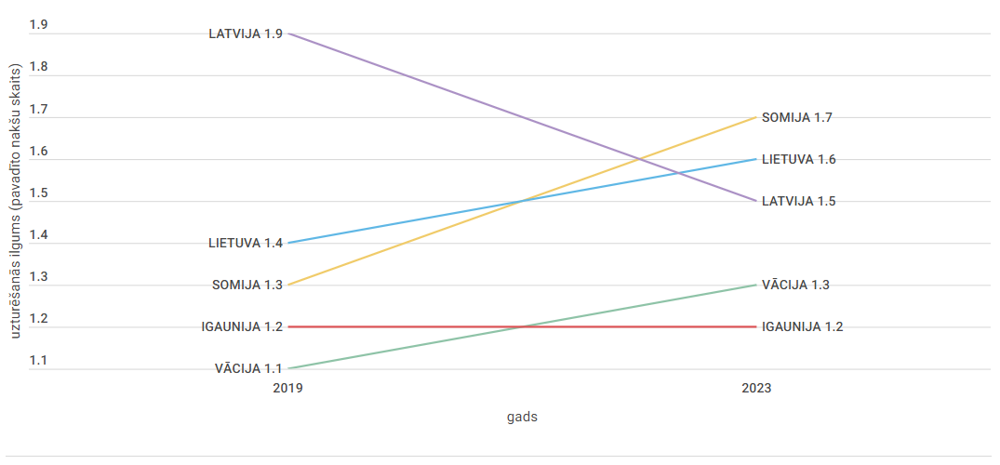 1.9
LATVIJA 1.9
1.8
1.7
SOMIJA 1.7
1.6
LIETUVA 1.6
1.5
LATVIJA 1.5
1.4
LIETUVA 1.4
1.3
SOMIJA 1.3
VĀCIJA 1.3
1.2
IGAUNIJA 1.2
IGAUNIJA 1.2
1.1
VĀCIJA 1.1
uzturēšanās ilgums (pavadīto nakšu skaits)
2019
2023
gads